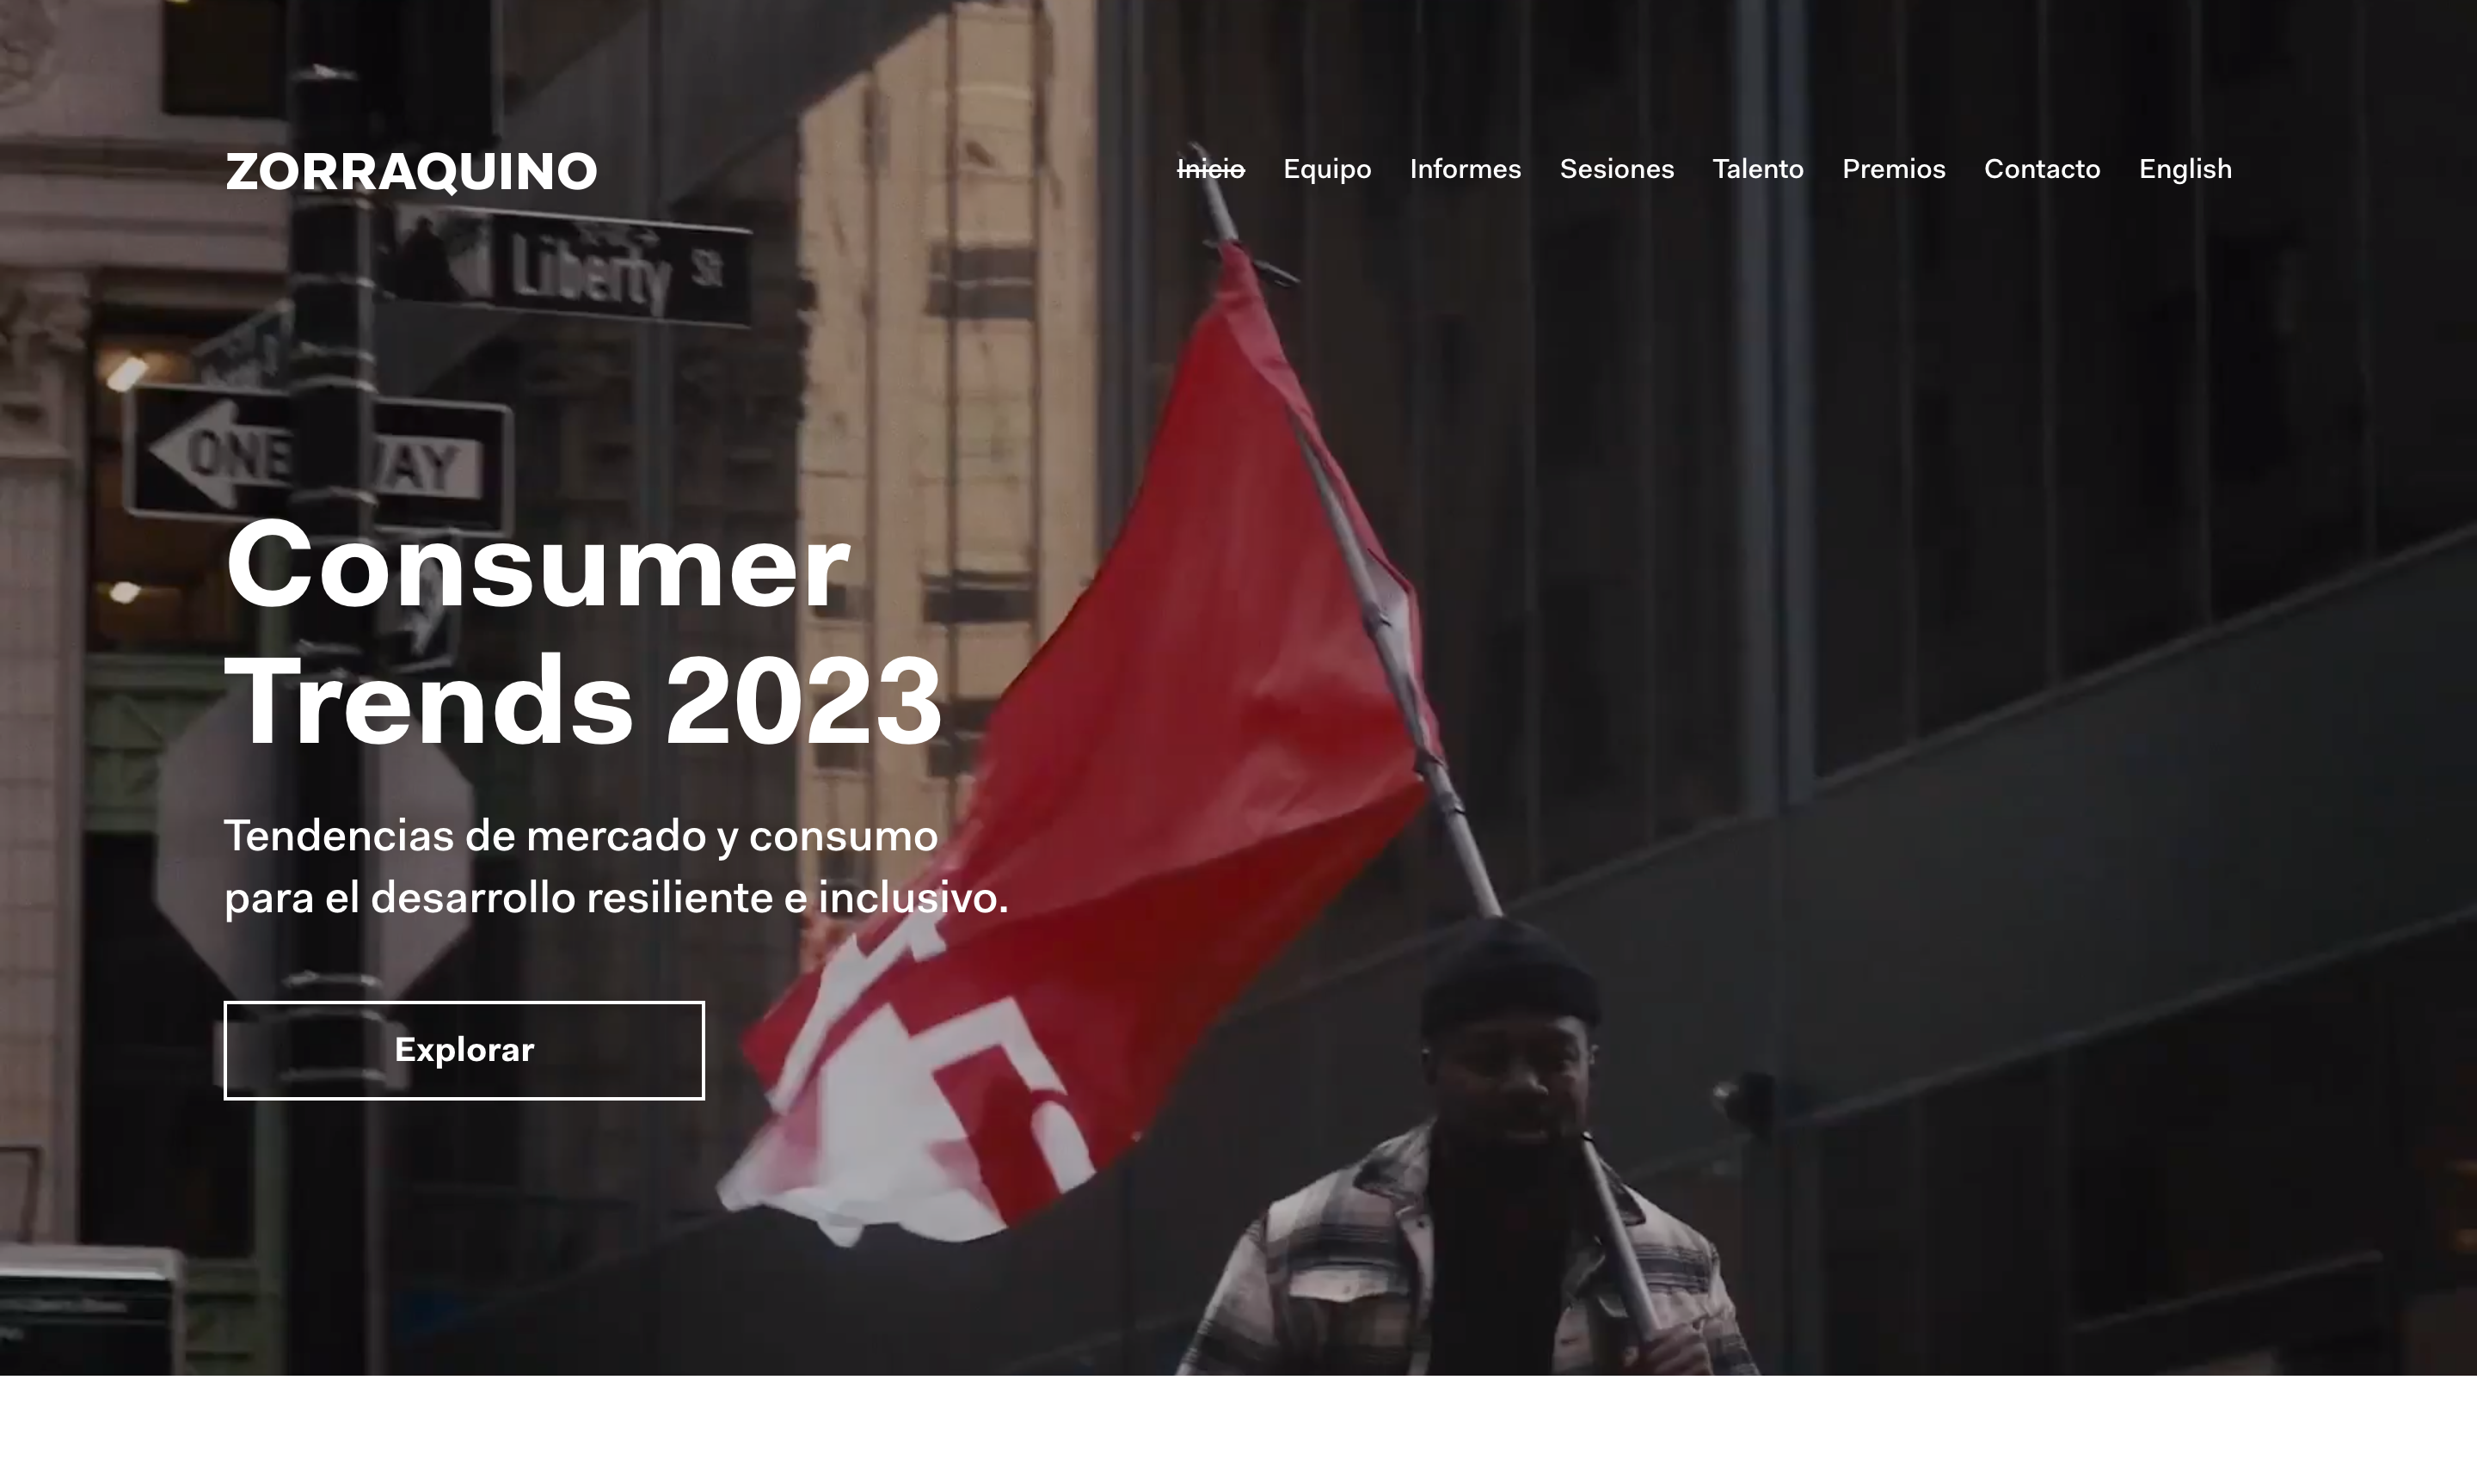 ZORRAQUINO
Inicio Equipo Informes Sesiones Talento Premios Contacto English
Liberty St
ONE WAY
Consumer
Trends 2023
Tendencias de mercado y consumo
para el desarrollo resiliente e inclusivo.
Explorar